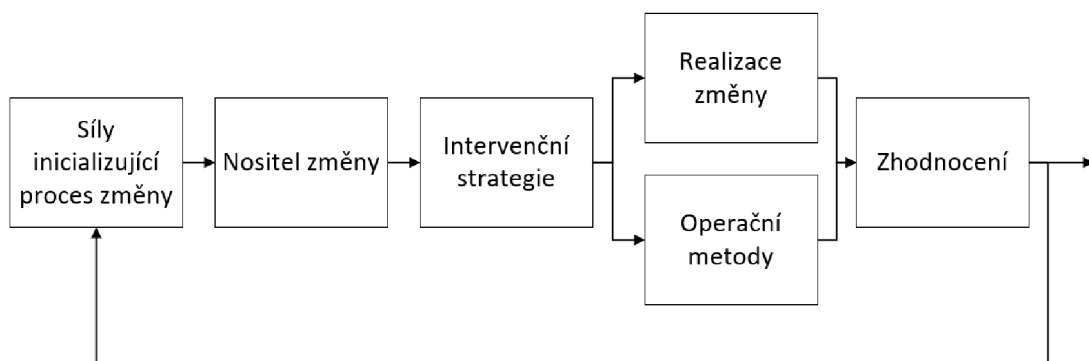 Síly
inicializující
proces změny
Nositel změny
Intervenční
strategie
Realizace
změny
Operační
metody
Zhodnocení